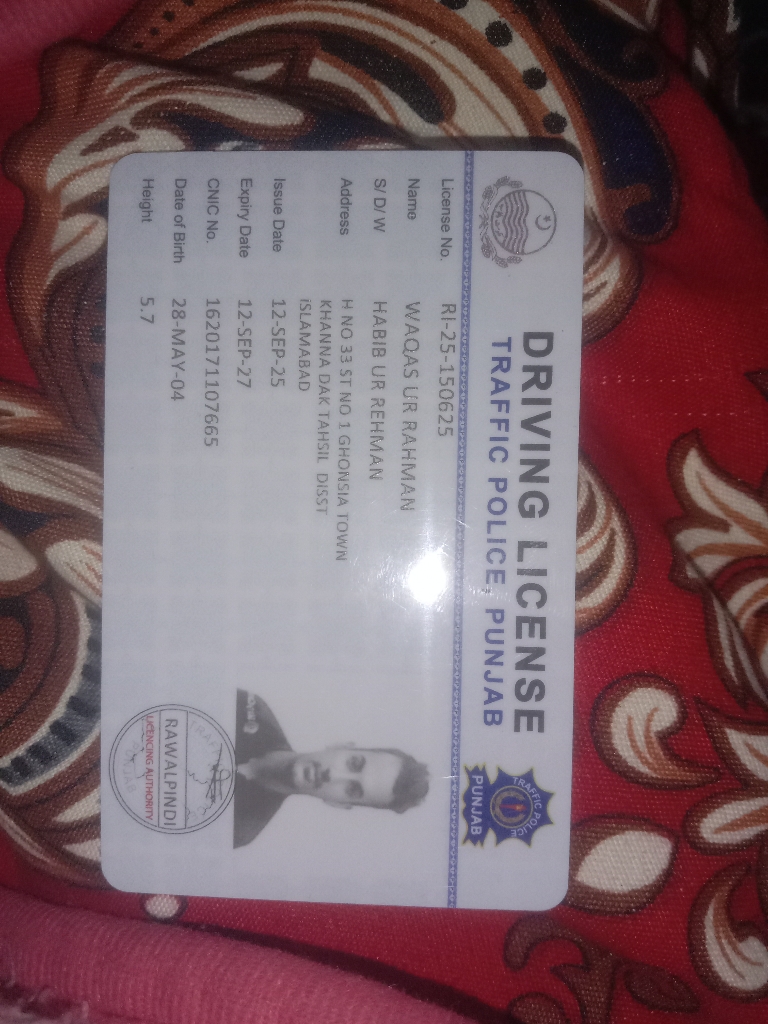 DRIVING LICENSE
TRAFFIC POLICE, PUNJAB
TRAFFIC POLICE
PUNJAB
License No. RI-25-150625
Name WAQAS UR RAHMAN
S/ D/ W HABIB UR REHMAN
Address H NO 33 ST NO 1 GHONSIA TOWN
KHANNA DAK TAHSIL DISST
ISLAMABAD
Issue Date 12-SEP-25
Expiry Date 12-SEP-27
CNIC No. 1620171107665
Date of Birth 28-MAY-04
Height 5.7
RAWALPINDI
LICENCING AUTHORITY